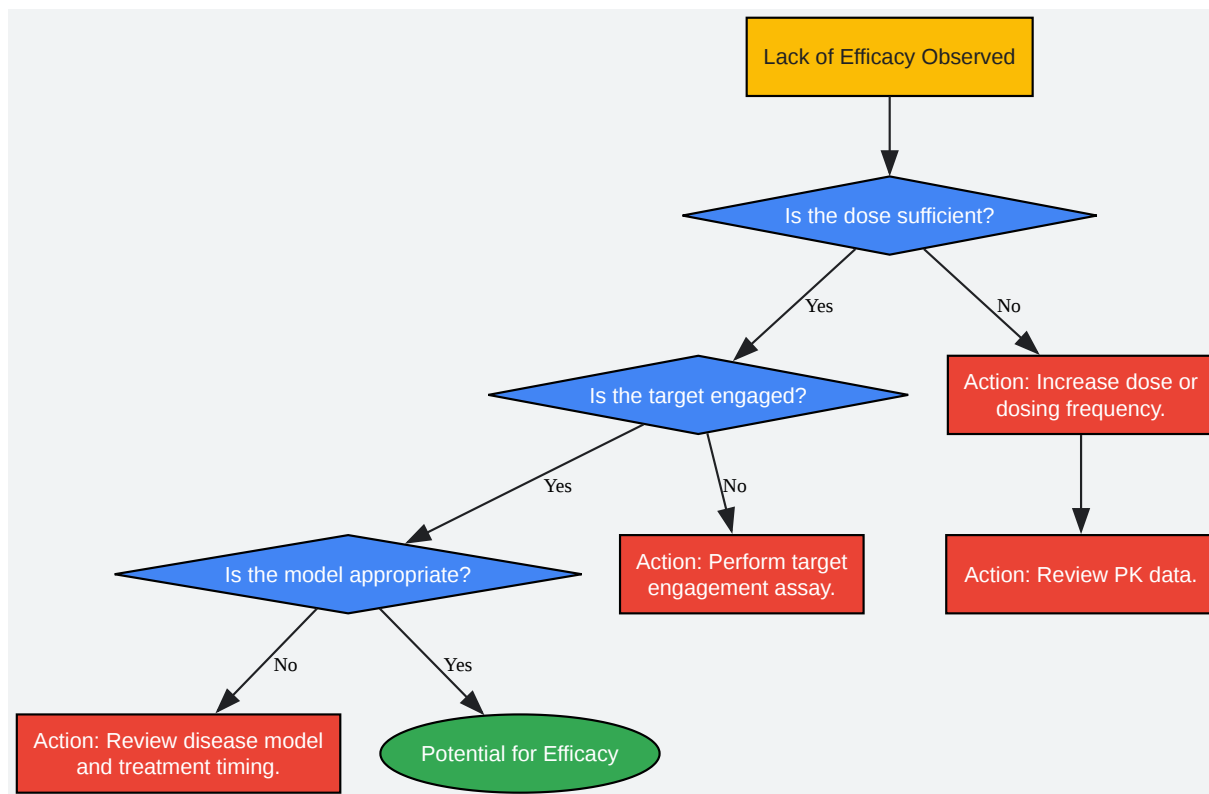 Lack of Efficacy Observed
Is the dose sufficient?
Yes
No
Is the target engaged?
Action: Increase dose or
dosing frequency.
Yes
No
Is the model appropriate?
Action: Perform target
engagement assay.
Action: Review PK data.
No
Yes
Action: Review disease model
and treatment timing.
Potential for Efficacy